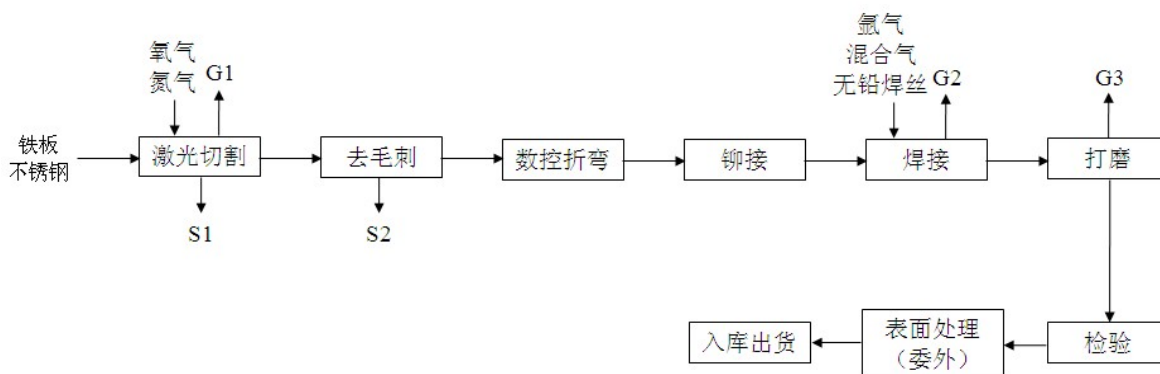 氧气
氮气
G1
氩气
混合气
无铅焊丝
G2
G3
铁板
不锈钢
激光切割
去毛刺
数控折弯
铆接
焊接
打磨
S1
S2
入库出货
表面处理
（委外）
检验